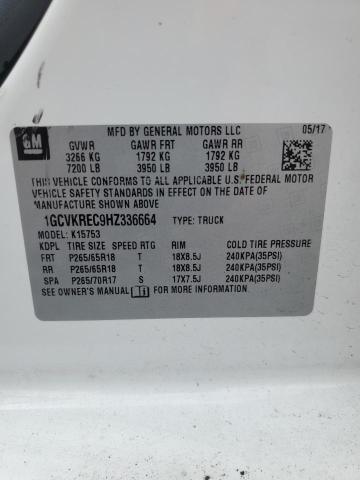 GM
MFD BY GENERAL MOTORS LLC 05/17
GVWR GAWR FRT GAWR RR
3266 KG 1792 KG 1792 KG
7200 LB 3950 LB 3950 LB
THIS VEHICLE CONFORMS TO ALL APPLICABLE U.S. FEDERAL MOTOR
VEHICLE SAFETY STANDARDS IN EFFECT ON THE DATE OF
MANUFACTURE SHOWN ABOVE.
1GCVKREC9HZ336664 TYPE: TRUCK
MODEL: K15753
KDPL TIRE SIZE SPEED RTG RIM COLD TIRE PRESSURE
FRT P265/65R18 T 18X8.5J 240KPA(35PSI)
RR P265/65R18 T 18X8.5J 240KPA(35PSI)
SPA P265/70R17 S 17X7.5J 240KPA(35PSI)
SEE OWNER'S MANUAL FOR MORE INFORMATION